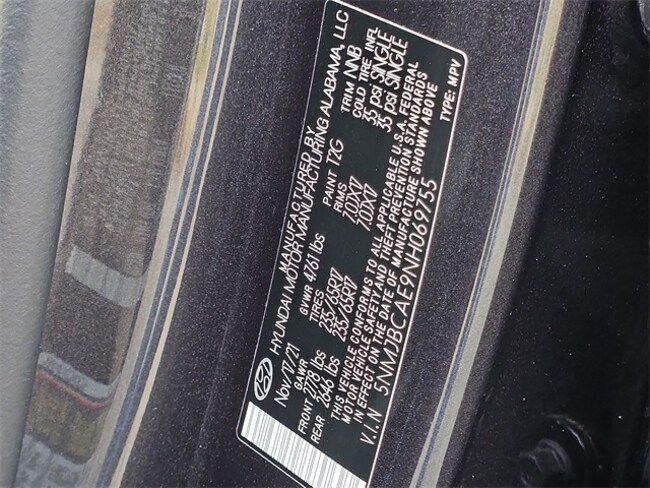 MANUFACTURED BY
HYUNDAI MOTOR MANUFACTURING ALABAMA, LLC
Nov/17/21 GVWR 4761 lbs PAINT T2G TRIM NNB
GAWR TIRES RIMS COLD TIRE INFL
FRONT 2778 lbs 235/65R17 7.0JX17 35 psi SINGLE
REAR 2646 lbs 235/65R17 7.0JX17 35 psi SINGLE
THIS VEHICLE CONFORMS TO ALL APPLICABLE U.S.A. FEDERAL
MOTOR VEHICLE SAFETY AND THEFT PREVENTION STANDARDS
IN EFFECT ON THE DATE OF MANUFACTURE SHOWN ABOVE
V.I.N 5NMJBCAE9NH069755 TYPE: MPV